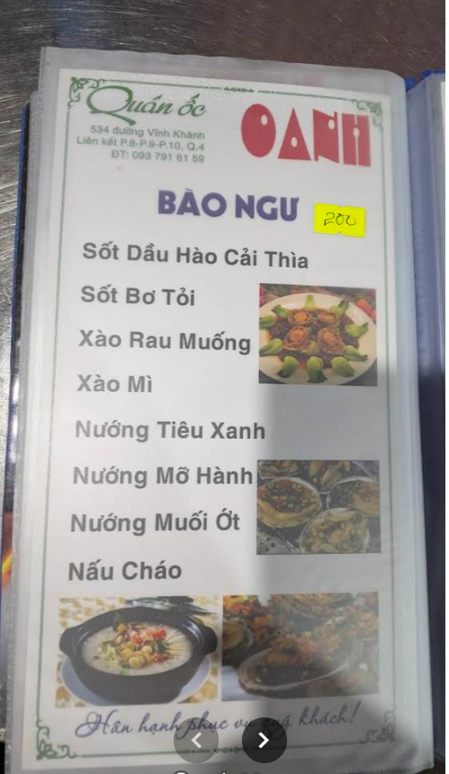 Quán ốc
OANH
534 đường Vĩnh Khánh
Liên kết P.8-P.9-P.10, Q.4
ĐT: 093 791 61 59
BÀO NGƯ
200
Sốt Dầu Hào Cải Thìa
Sốt Bơ Tỏi
Xào Rau Muống
Xào Mì
Nướng Tiêu Xanh
Nướng Mỡ Hành
Nướng Muối Ớt
Nấu Cháo
Hân hạnh phục vụ quý khách!